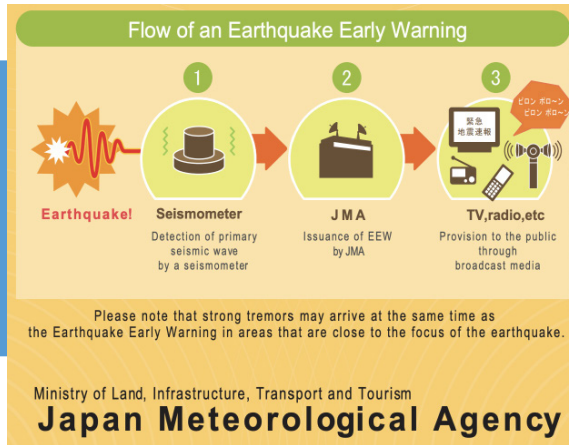 Flow of an Earthquake Early Warning
1
2
3
緊急
地震速報
ピロン ポローン
ピロン ポローン
Earthquake!
Seismometer
Detection of primary
seismic wave
by a seismometer
JMA
Issuance of EEW
by JMA
TV,radio,etc
Provision to the public
through
broadcast media
Please note that strong tremors may arrive at the same time as
the Earthquake Early Warning in areas that are close to the focus of the earthquake.
Ministry of Land, Infrastructure, Transport and Tourism
Japan Meteorological Agency